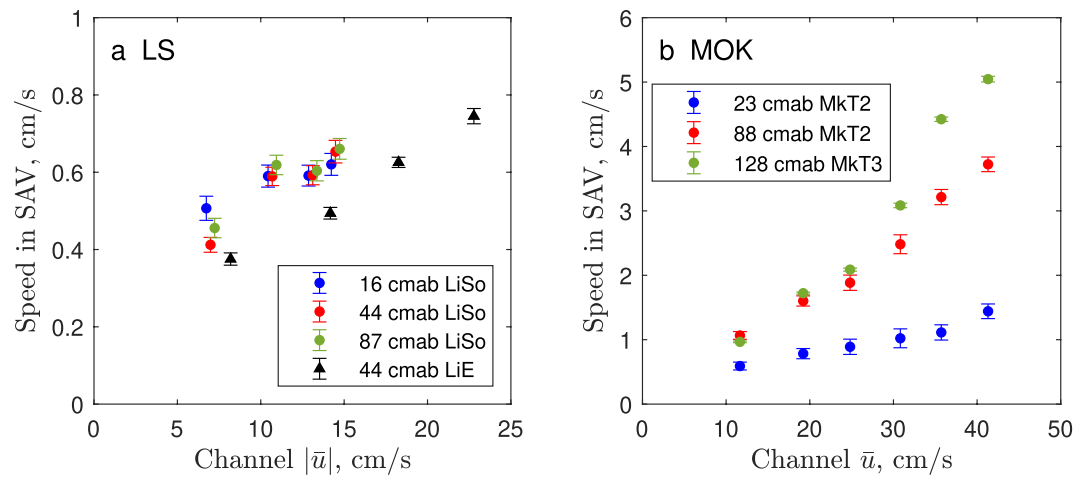 a LS
1
0.8
0.6
0.4
0.2
0
Speed in SAV, cm/s
16 cmab LiSo
44 cmab LiSo
87 cmab LiSo
44 cmab LiE
0 5 10 15 20 25
Channel |ū|, cm/s
b MOK
6
5
4
3
2
1
0
Speed in SAV, cm/s
23 cmab MkT2
88 cmab MkT2
128 cmab MkT3
0 10 20 30 40 50
Channel ū, cm/s